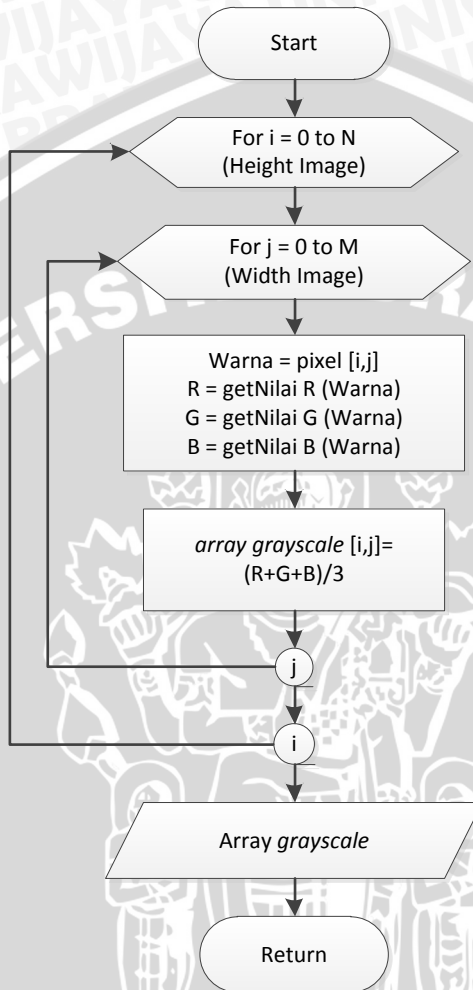 Start
For i = 0 to N
(Height Image)
For j = 0 to M
(Width Image)
Warna = pixel [i,j]
R = getNilai R (Warna)
G = getNilai G (Warna)
B = getNilai B (Warna)
array grayscale [i,j]=
(R+G+B)/3
j
i
Array grayscale
Return